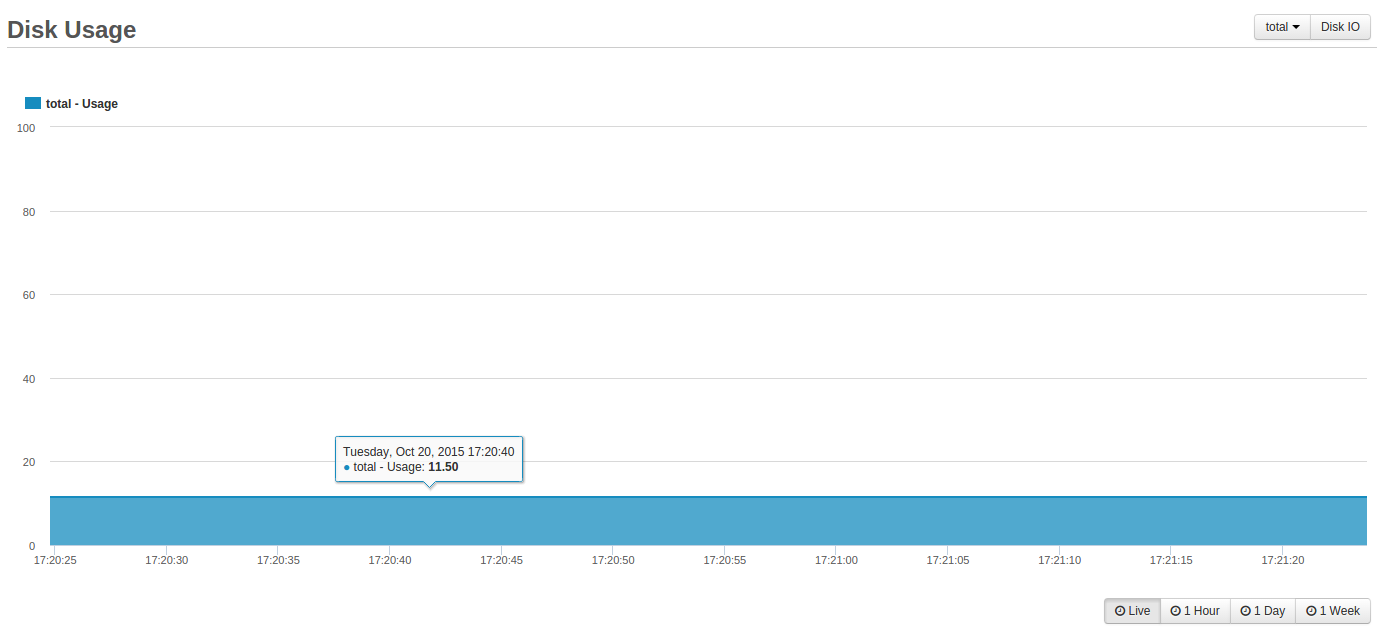 Disk Usage
total
Disk IO
total - Usage
100
80
60
40
20
0
Tuesday, Oct 20, 2015 17:20:40
● total - Usage: 11.50
17:20:25 17:20:30 17:20:35 17:20:40 17:20:45 17:20:50 17:20:55 17:21:00 17:21:05 17:21:10 17:21:15 17:21:20
Live 1 Hour 1 Day 1 Week